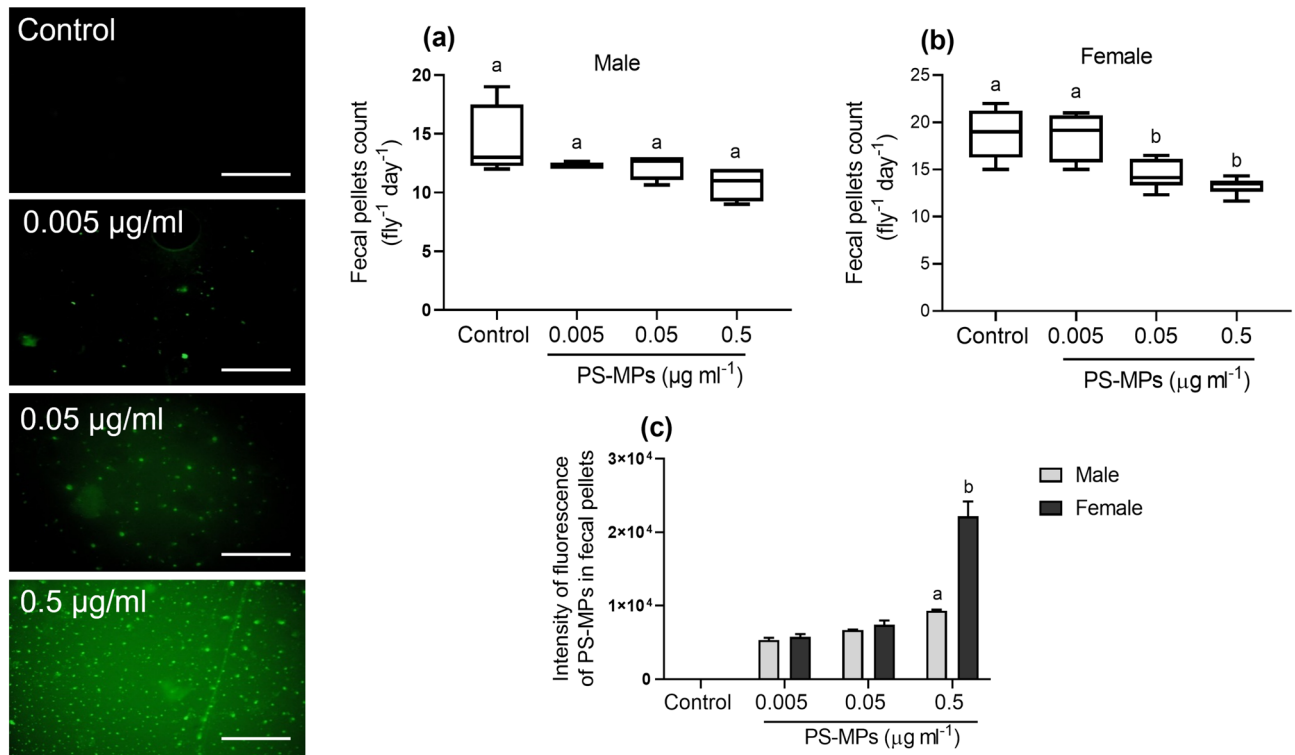 Control
0.005 µg/ml
0.05 µg/ml
0.5 µg/ml
(a)
Male
Fecal pellets count
(fly⁻¹ day⁻¹)
20
15
10
5
0
a
a
a
a
Control
0.005
0.05
0.5
PS-MPs (µg ml⁻¹)
(b)
Female
Fecal pellets count
(fly⁻¹ day⁻¹)
25
20
15
10
5
0
a
a
b
b
Control
0.005
0.05
0.5
PS-MPs (µg ml⁻¹)
(c)
Intensity of fluorescence
of PS-MPs in fecal pellets
3×10⁴
2×10⁴
1×10⁴
0
a
b
Control
0.005
0.05
0.5
PS-MPs (µg ml⁻¹)
Male
Female